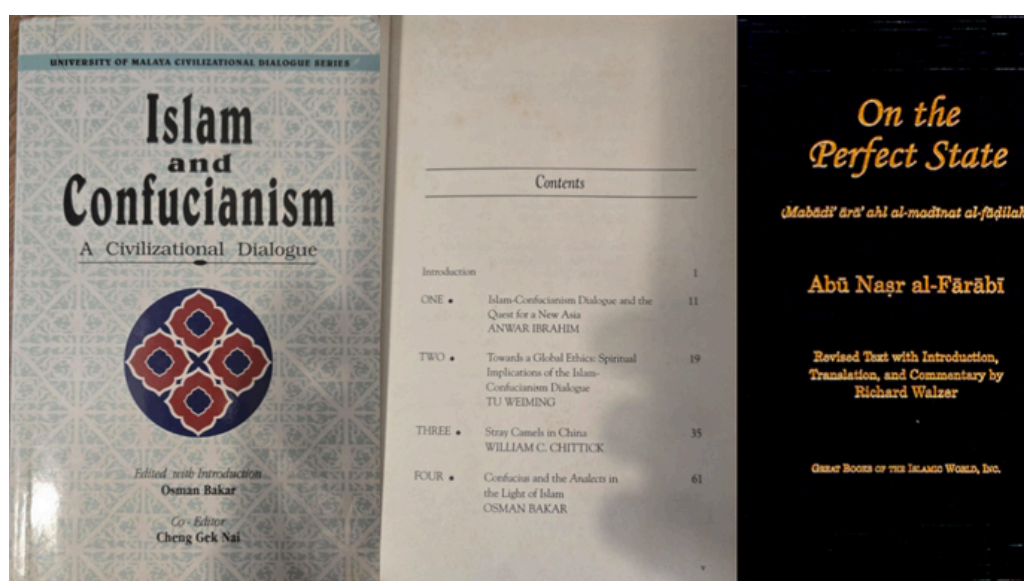 UNIVERSITY OF MALAYA CIVILIZATIONAL DIALOGUE SERIES
Islam
and
Confucianism
A Civilizational Dialogue
Edited with Introduction
Osman Bakar
Co-Editor
Cheng Gek Nai
Contents
Introduction 1
ONE • Islam-Confucianism Dialogue and the 11
Quest for a New Asia
ANWAR IBRAHIM
TWO • Towards a Global Ethics: Spiritual 19
Implications of the Islam-
Confucianism Dialogue
TU WEIMING
THREE • Stray Camels in China 35
WILLIAM C. CHITTICK
FOUR • Confucius and the Analects in 61
the Light of Islam
OSMAN BAKAR
v
On the
Perfect State
(Mabādi' ārā' ahl al-madīnat al-fāḍilah
Abū Naṣr al-Fārābī
Revised Text with Introduction,
Translation, and Commentary by
Richard Walzer
GREAT BOOKS OF THE ISLAMIC WORLD, INC.